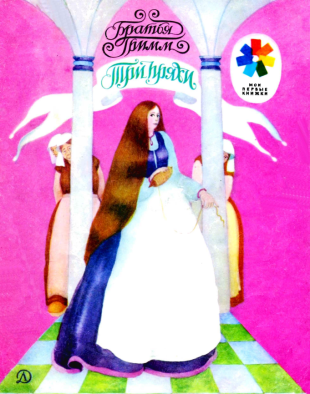 Братья
Гримм
Три пряхи
МОИ
ПЕРВЫЕ
КНИЖКИ